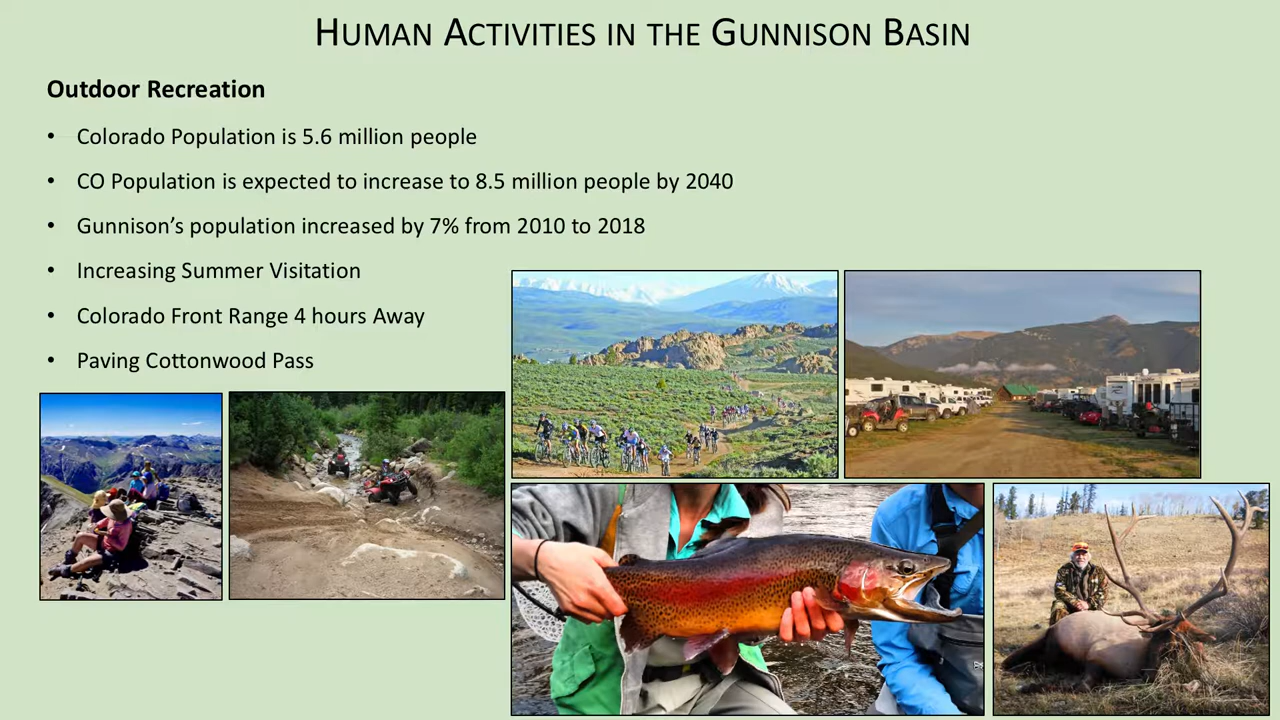 HUMAN ACTIVITIES IN THE GUNNISON BASIN
Outdoor Recreation
• Colorado Population is 5.6 million people
• CO Population is expected to increase to 8.5 million people by 2040
• Gunnison’s population increased by 7% from 2010 to 2018
• Increasing Summer Visitation
• Colorado Front Range 4 hours Away
• Paving Cottonwood Pass